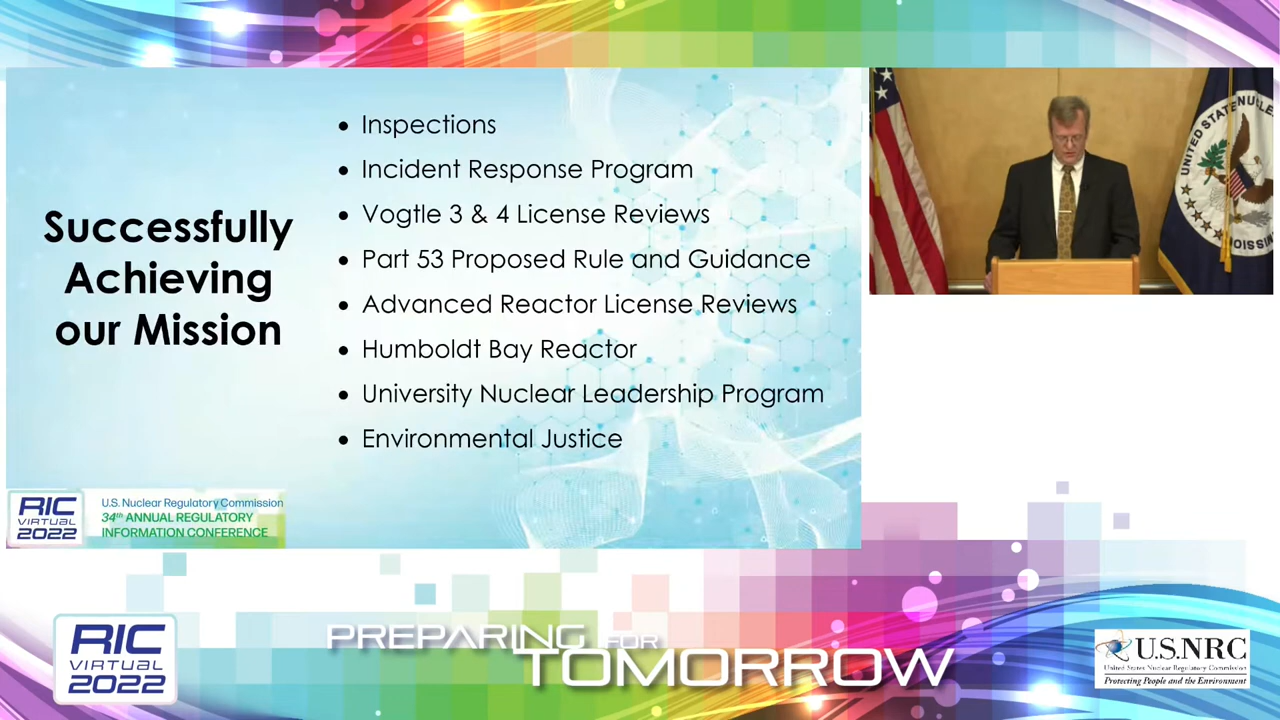 Successfully
Achieving
our Mission
• Inspections
• Incident Response Program
• Vogtle 3 & 4 License Reviews
• Part 53 Proposed Rule and Guidance
• Advanced Reactor License Reviews
• Humboldt Bay Reactor
• University Nuclear Leadership Program
• Environmental Justice
RIC
VIRTUAL
2022
U.S. Nuclear Regulatory Commission
34th ANNUAL REGULATORY
INFORMATION CONFERENCE
UNITED STATE NUCLE
RIC
VIRTUAL
2022
PREPARING FOR
TOMORROW
U.S.NRC
United States Nuclear Regulatory Commission
Protecting People and the Environment